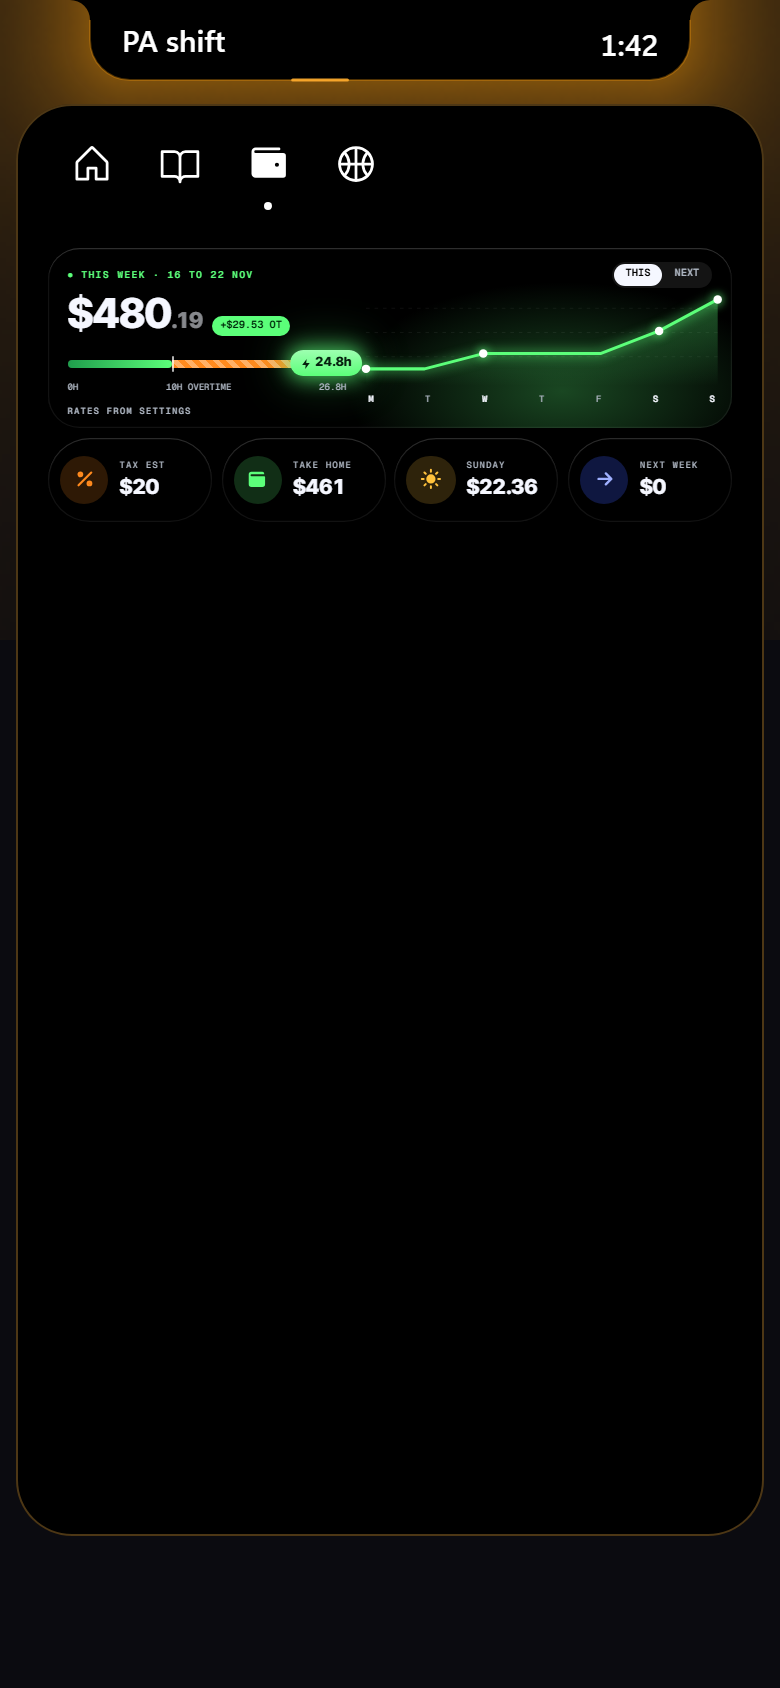 PA shift
1:42
• THIS WEEK · 16 TO 22 NOV
THIS NEXT
$480.19 +$29.53 OT
24.8h
0H 10H OVERTIME 26.8H
M T W T F S S
RATES FROM SETTINGS
TAX EST
$20
TAKE HOME
$461
SUNDAY
$22.36
NEXT WEEK
$0